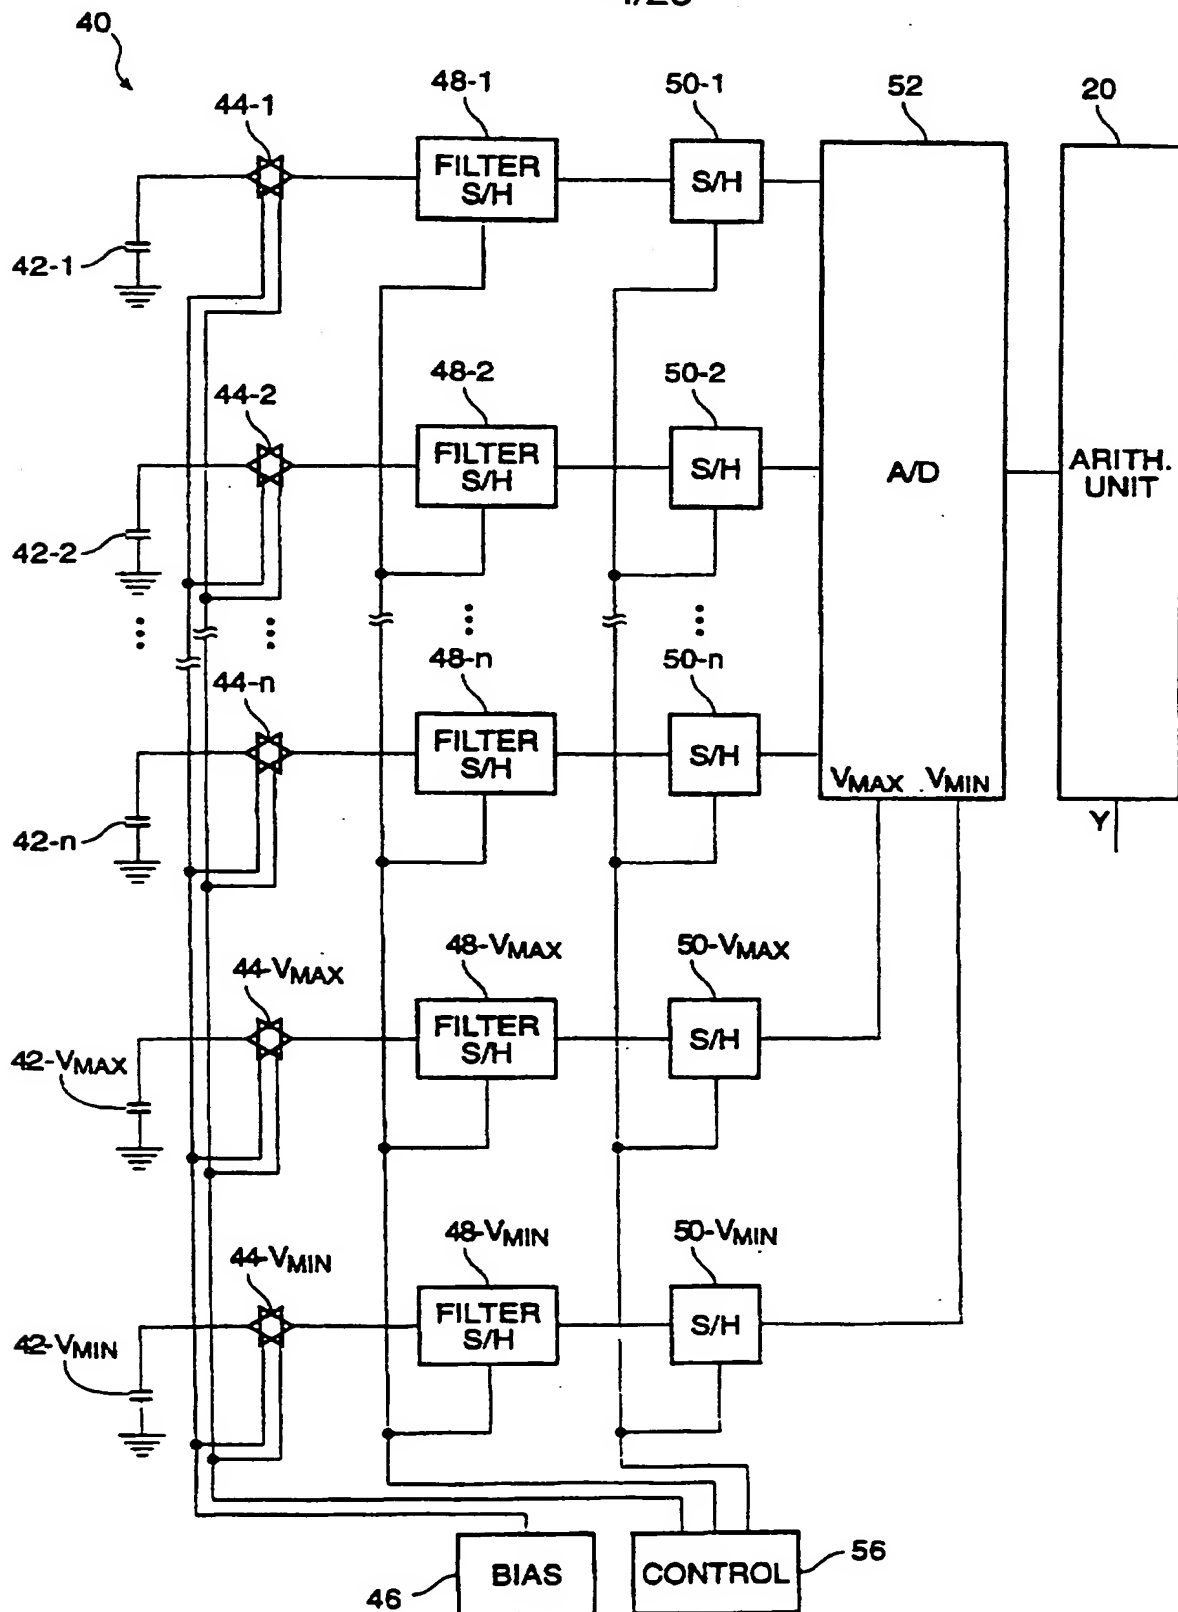 40
44-1
48-1
50-1
52
20
FILTER
S/H
S/H
42-1
44-2
48-2
50-2
FILTER
S/H
S/H
A/D
ARITH.
UNIT
42-2
44-n
48-n
50-n
FILTER
S/H
S/H
VMAX VMIN
42-n
Y
44-VMAX
48-VMAX
50-VMAX
FILTER
S/H
S/H
42-VMAX
44-VMIN
48-VMIN
50-VMIN
FILTER
S/H
S/H
42-VMIN
46
BIAS
CONTROL
56